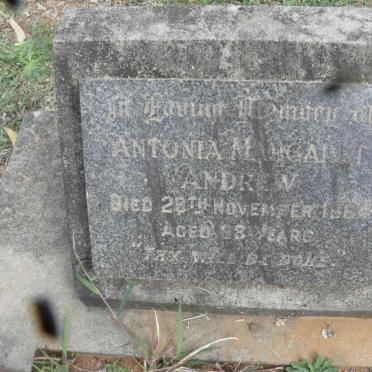 In Loving Memory of
ANTONIA MARGARET
ANDREW
DIED 28TH NOVEMBER
AGED YEARS
"THY WILL BE DONE."